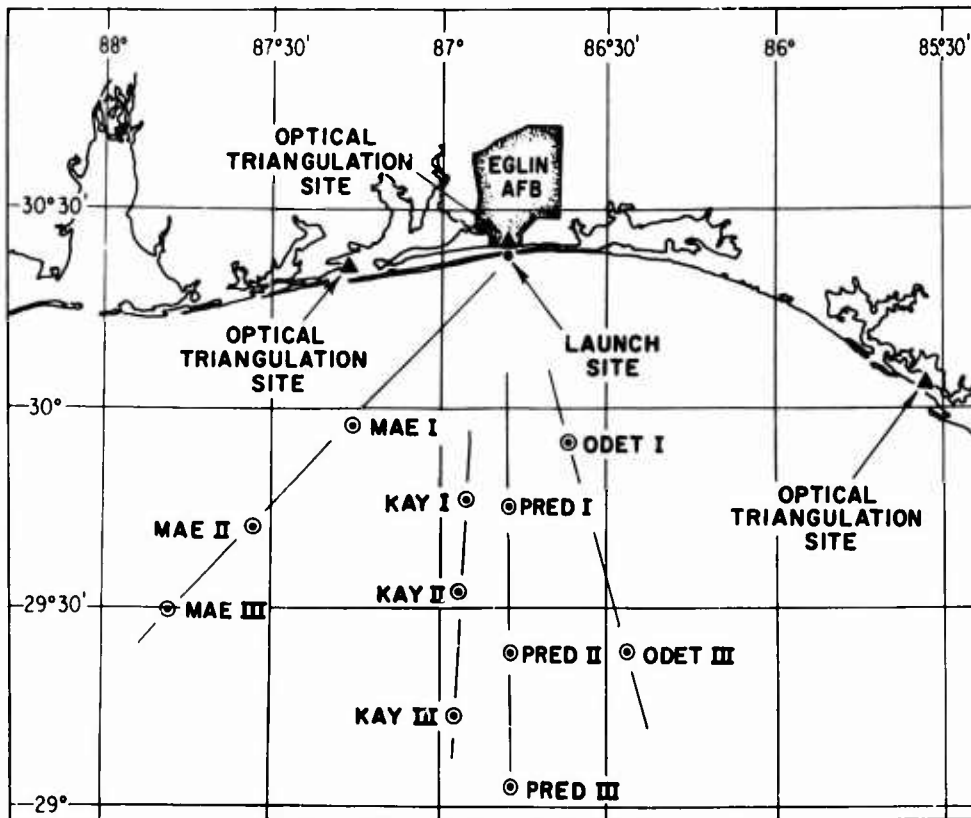 88°
87°30'
87°
86°30'
86°
85°30'
OPTICAL
TRIANGULATION
SITE
EGLIN
AFB
30°30'
OPTICAL
TRIANGULATION
SITE
LAUNCH
SITE
30°
MAE I
ODET I
KAY I
PRED I
OPTICAL
TRIANGULATION
SITE
MAE II
KAY II
29°30'
MAE III
PRED II
ODET III
KAY III
PRED III
29°